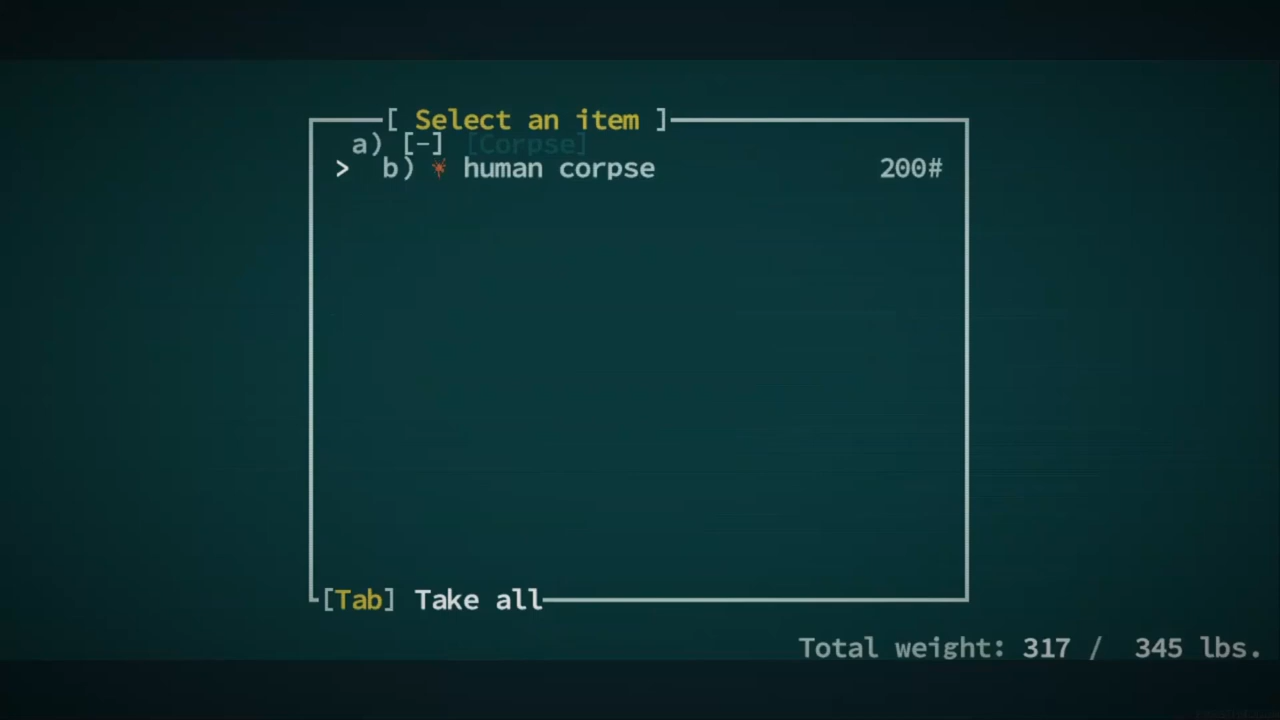 [ Select an item ]
a) [-] [Corpse]
> b) human corpse 200#
[Tab] Take all
Total weight: 317 / 345 lbs.